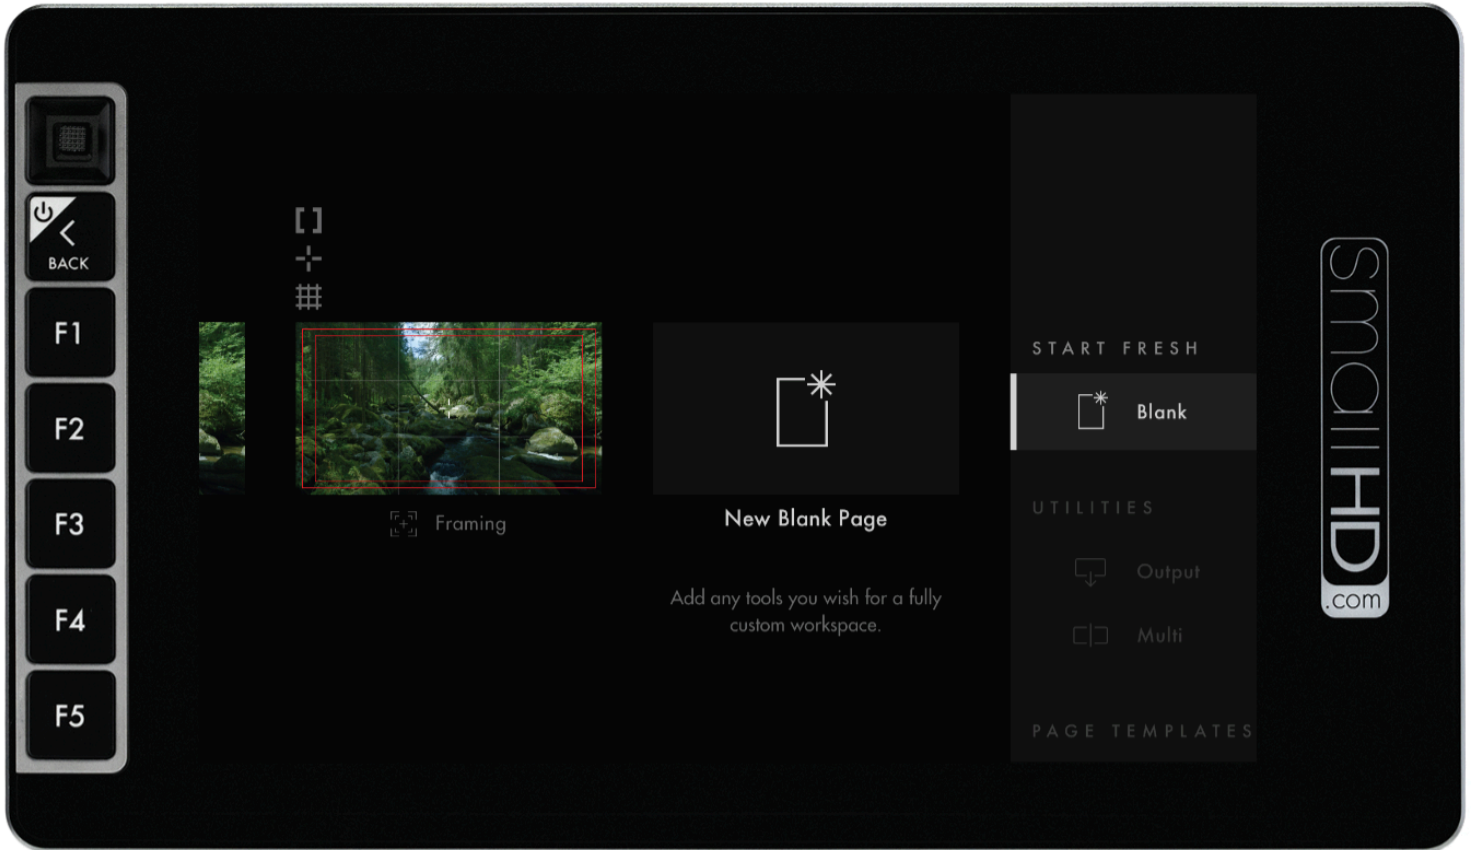 BACK
F1
F2
F3
F4
F5
Framing
New Blank Page
Add any tools you wish for a fully
custom workspace.
START FRESH
Blank
UTILITIES
Output
Multi
PAGE TEMPLATES
smallHD
.com